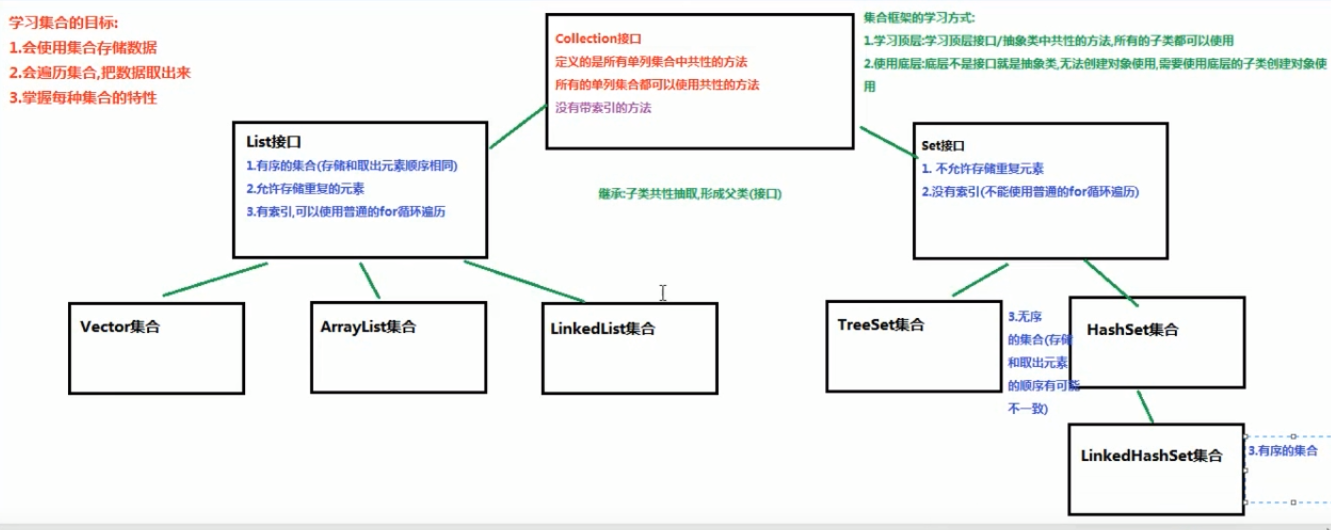 学习集合的目标:
1.会使用集合存储数据
2.会遍历集合,把数据取出来
3.掌握每种集合的特性
Collection接口
定义的是所有单列集合中共性的方法
所有的单列集合都可以使用共性的方法
没有带索引的方法
集合框架的学习方式:
1.学习顶层:学习顶层接口/抽象类中共性的方法,所有的子类都可以使用
2.使用底层:底层不是接口就是抽象类,无法创建对象使用,需要使用底层的子类创建对象使
用
List接口
1.有序的集合(存储和取出元素顺序相同)
2.允许存储重复的元素
3.有索引,可以使用普通的for循环遍历
继承:子类共性抽取,形成父类(接口)
Set接口
1. 不允许存储重复元素
2.没有索引(不能使用普通的for循环遍历)
Vector集合
ArrayList集合
LinkedList集合
TreeSet集合
3.无序
的集合(存储
和取出元素
的顺序有可能
不一致)
HashSet集合
LinkedHashSet集合
3.有序的集合